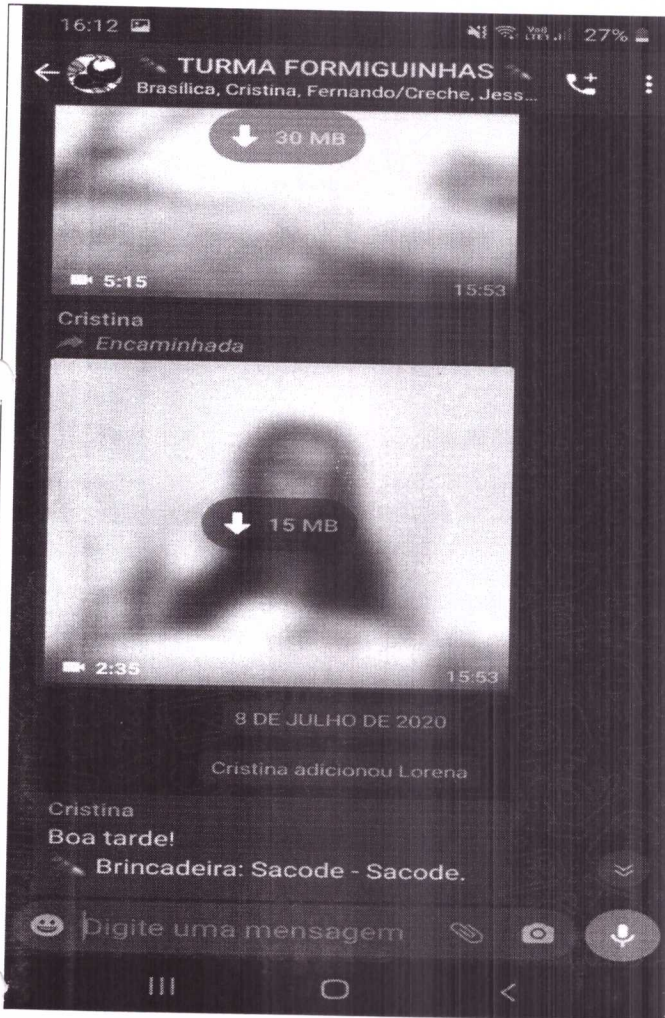 16:12
27%
TURMA FORMIGUINHAS
Brasílica, Cristina, Fernando/Creche, Jess...
30 MB
5:15
15:53
Cristina
Encaminhada
15 MB
2:35
15:53
8 DE JULHO DE 2020
Cristina adicionou Lorena
Cristina
Boa tarde!
Brincadeira: Sacode - Sacode.
Digite uma mensagem